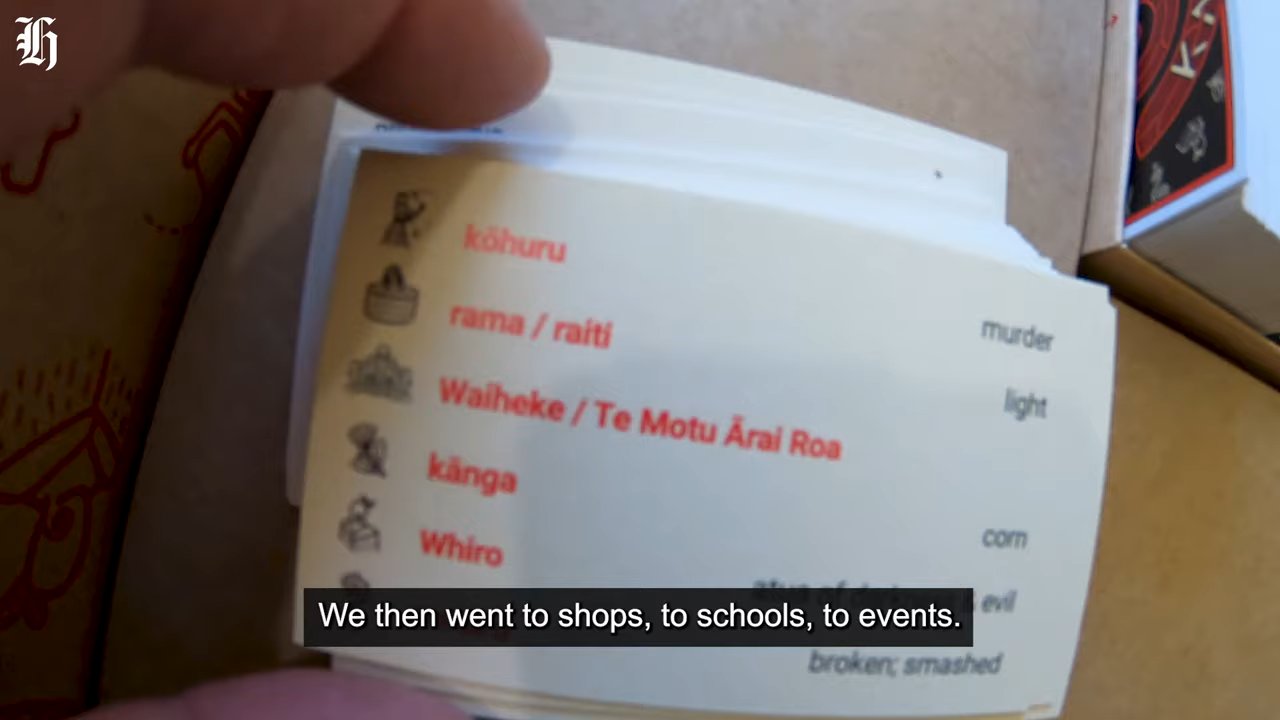 kōhuru
murder
rama / raiti
light
Waiheke / Te Motu Ārai Roa
kānga
corn
Whiro
evil
We then went to shops, to schools, to events.
broken; smashed